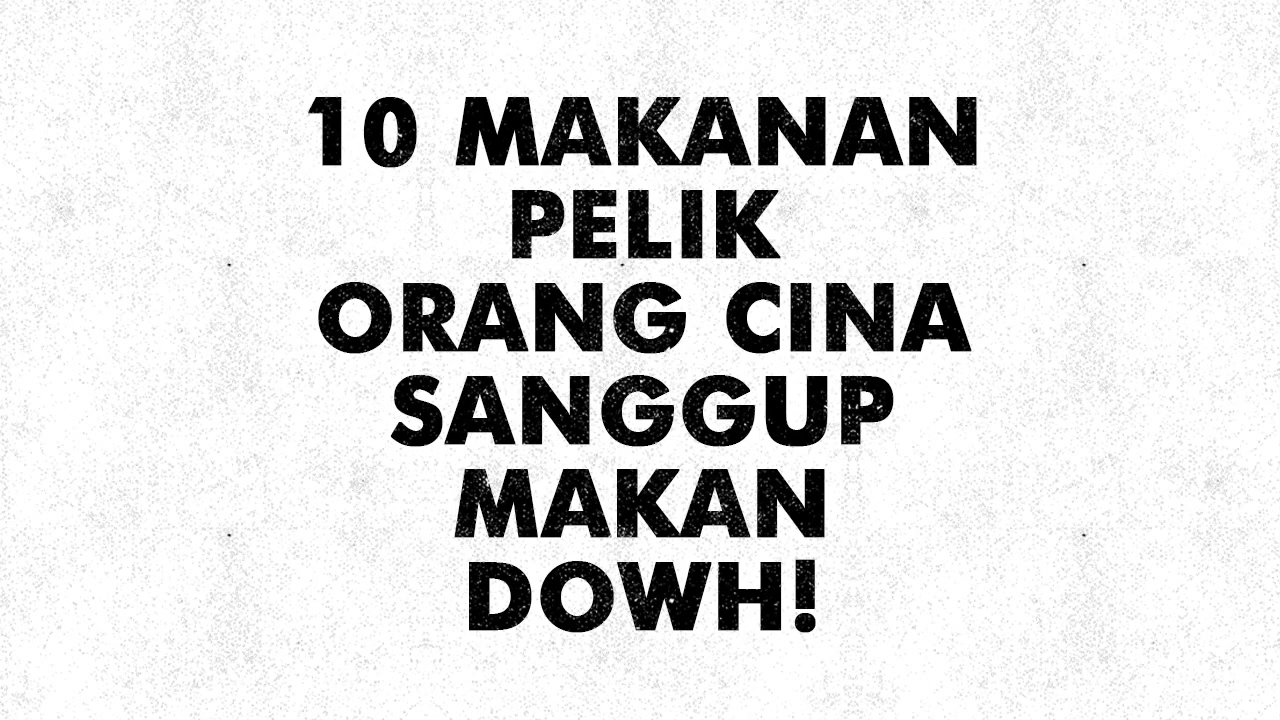 10 MAKANAN
PELIK
ORANG CINA
SANGGUP
MAKAN
DOWH!